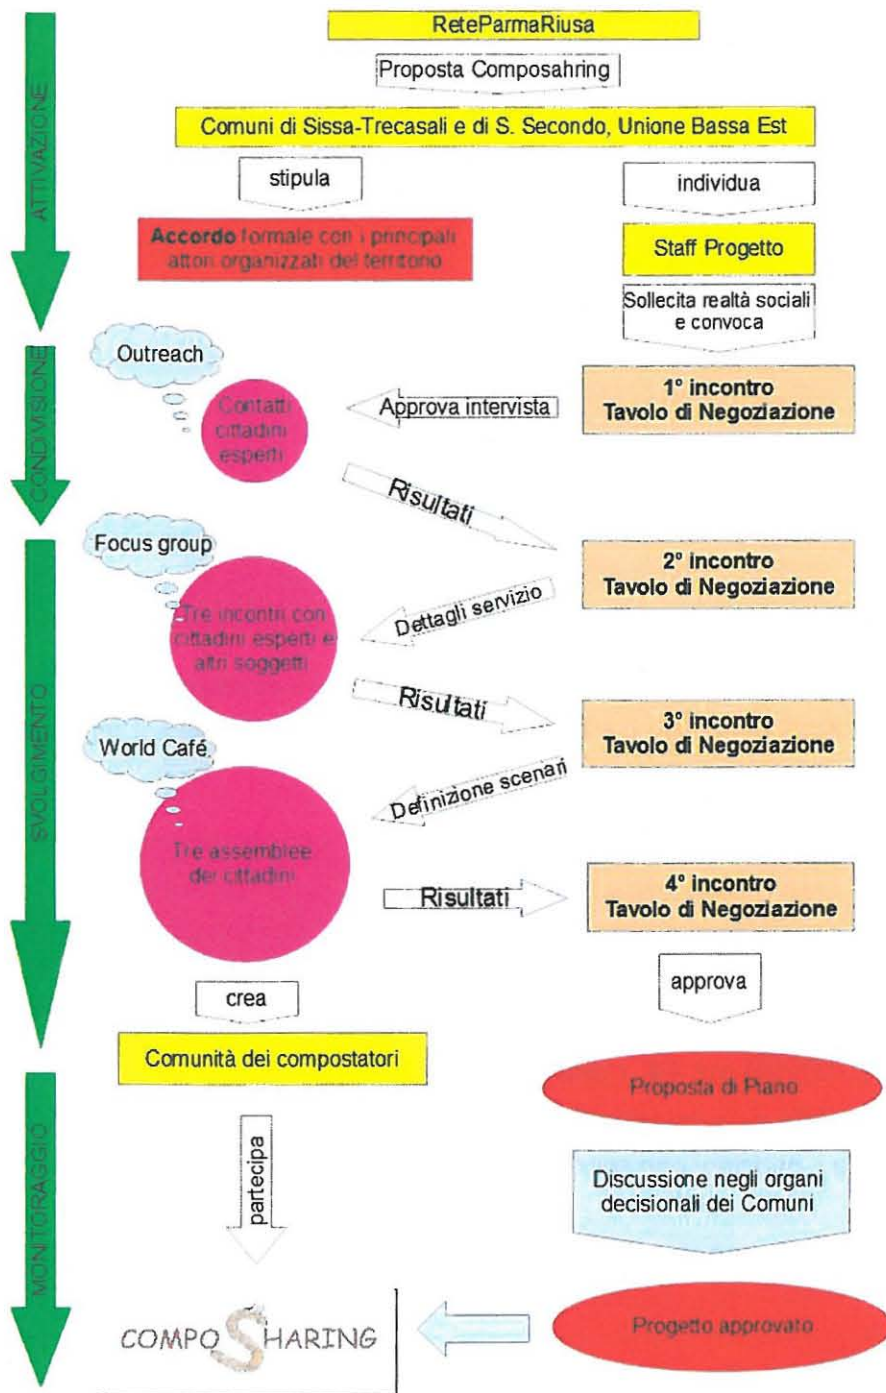 ReteParmaRiusa
Proposta Composahring
Comuni di Sissa-Trecasali e di S. Secondo, Unione Bassa Est
ATTIVAZIONE
stipula
individua
Accordo formale con i principali
attori organizzati del territorio
Staff Progetto
Sollecita realtà sociali
e convoca
CONDIVISIONE
Outreach
Contatti
cittadini
esperti
Approva intervista
1° incontro
Tavolo di Negoziazione
Risultati
SVOLGIMENTO
Focus group
Tre incontri con
cittadini esperti e
altri soggetti
Dettagli servizio
2° incontro
Tavolo di Negoziazione
Risultati
3° incontro
Tavolo di Negoziazione
World Café
Definizione scenari
Tre assemblee
dei cittadini
Risultati
4° incontro
Tavolo di Negoziazione
crea
approva
Comunità dei compostatori
MONITORAGGIO
Proposta di Piano
partecipa
Discussione negli organi
decisionali dei Comuni
COMPOSHARING
Progetto approvato